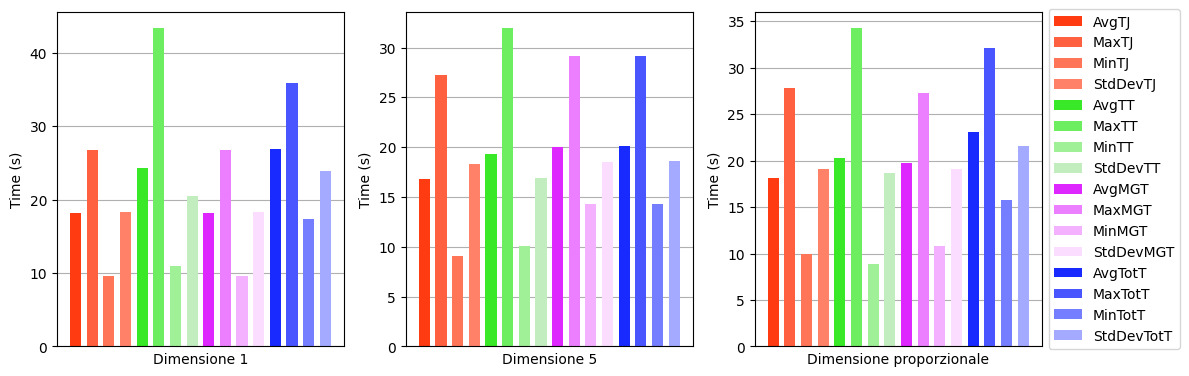 Time (s)
40
30
20
10
0
Dimensione 1
Time (s)
30
25
20
15
10
5
0
Dimensione 5
Time (s)
35
30
25
20
15
10
5
0
Dimensione proporzionale
AvgTJ
MaxTJ
MinTJ
StdDevTJ
AvgTT
MaxTT
MinTT
StdDevTT
AvgMGT
MaxMGT
MinMGT
StdDevMGT
AvgTotT
MaxTotT
MinTotT
StdDevTotT